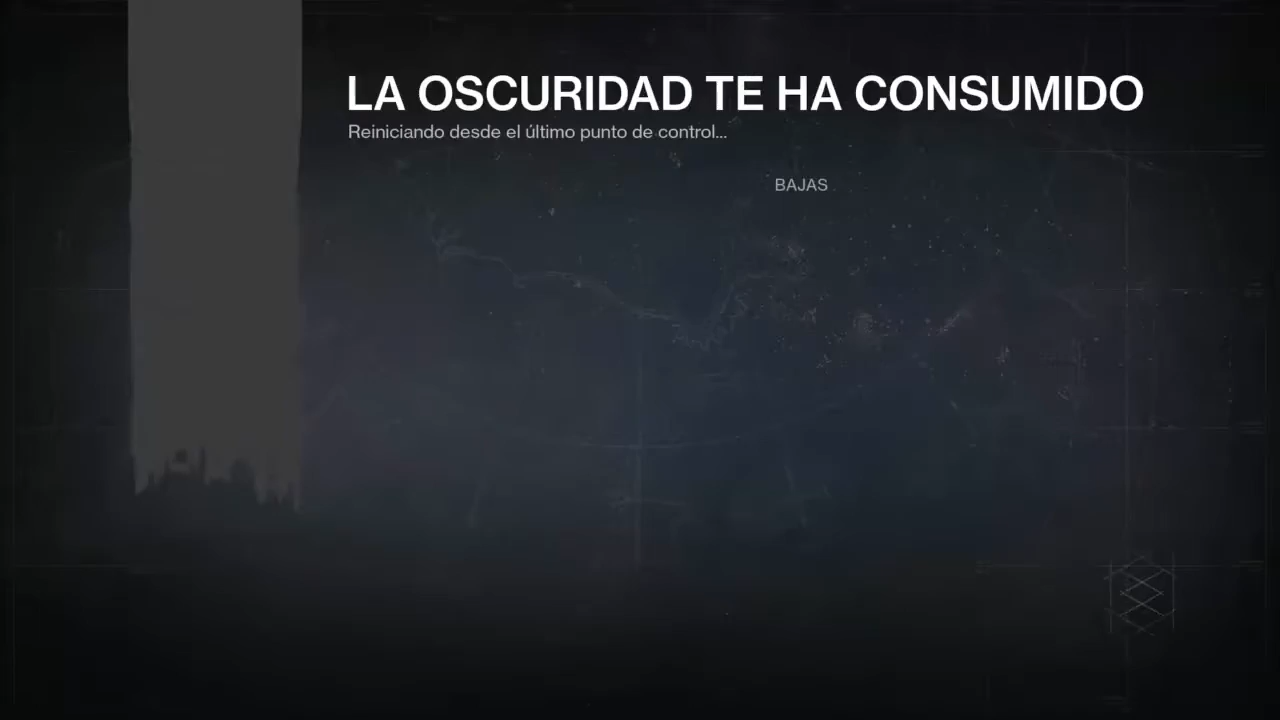 LA OSCURIDAD TE HA CONSUMIDO
Reiniciando desde el último punto de control...
BAJAS